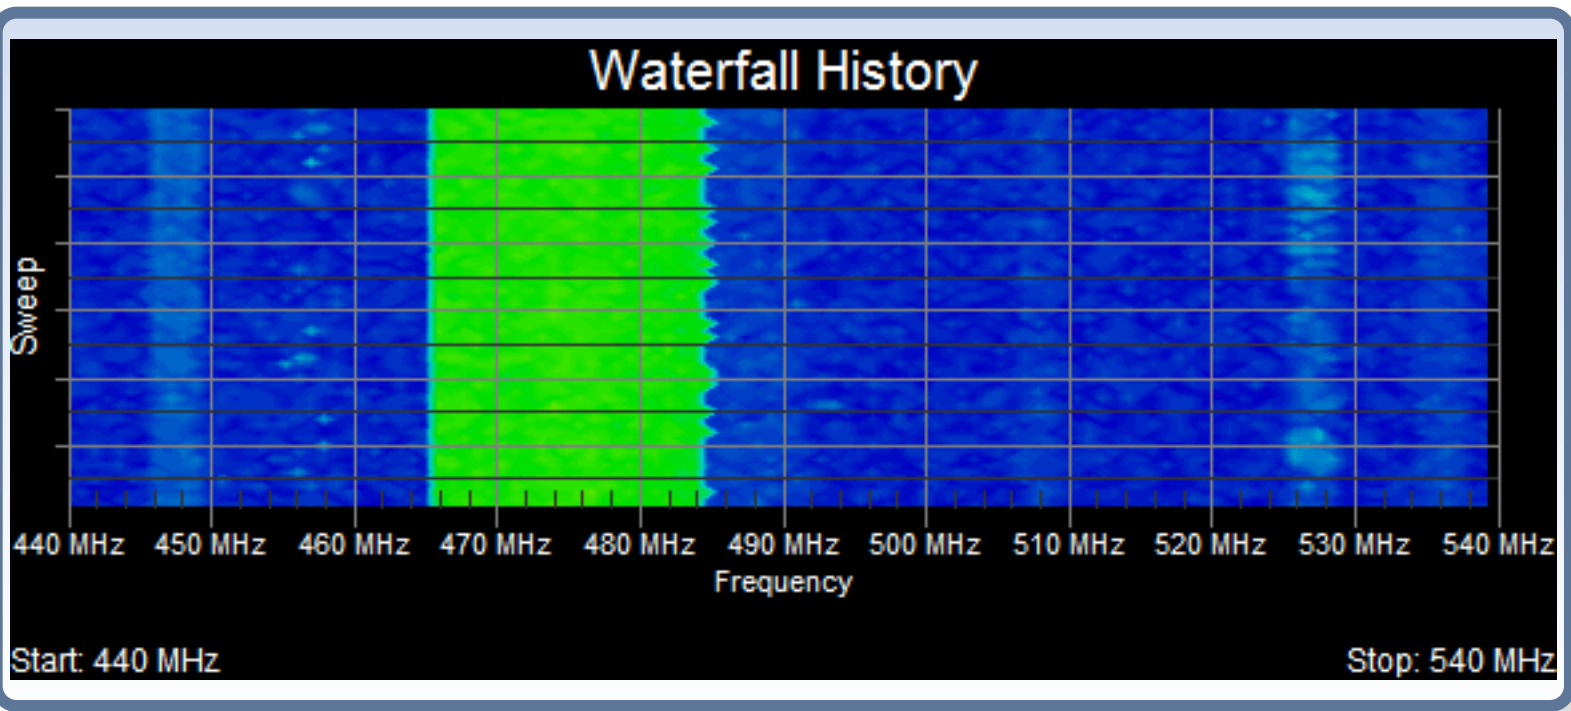 Waterfall History
Sweep
440 MHz 450 MHz 460 MHz 470 MHz 480 MHz 490 MHz 500 MHz 510 MHz 520 MHz 530 MHz 540 MHz
Frequency
Start: 440 MHz Stop: 540 MHz